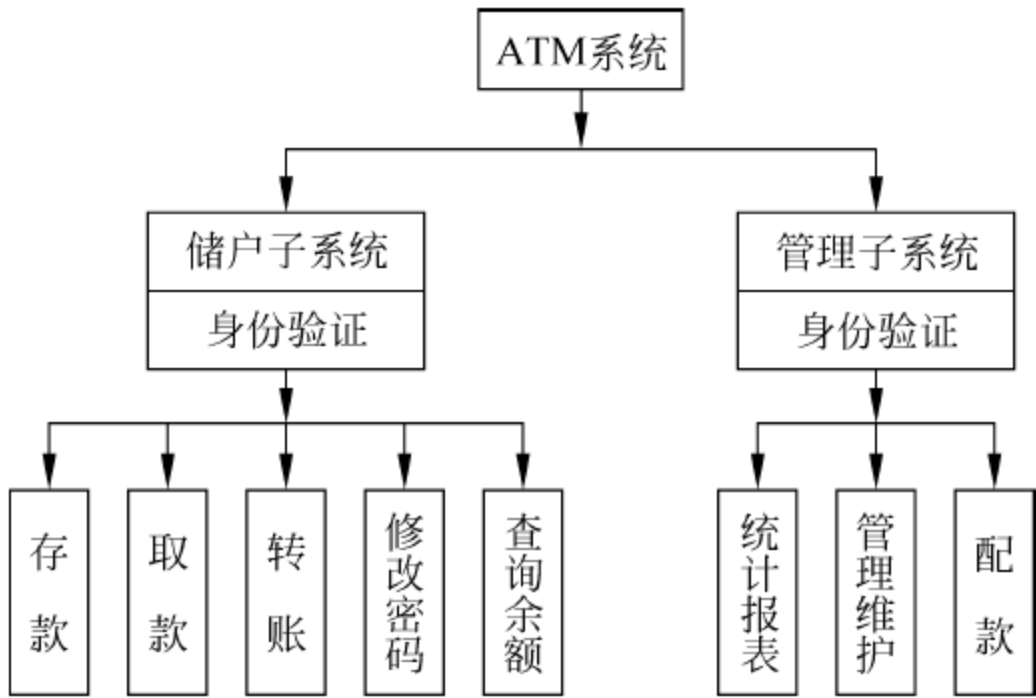 ATM系统
储户子系统
管理子系统
身份验证
身份验证
存款
取款
转账
修改密码
查询余额
统计报表
管理维护
配款